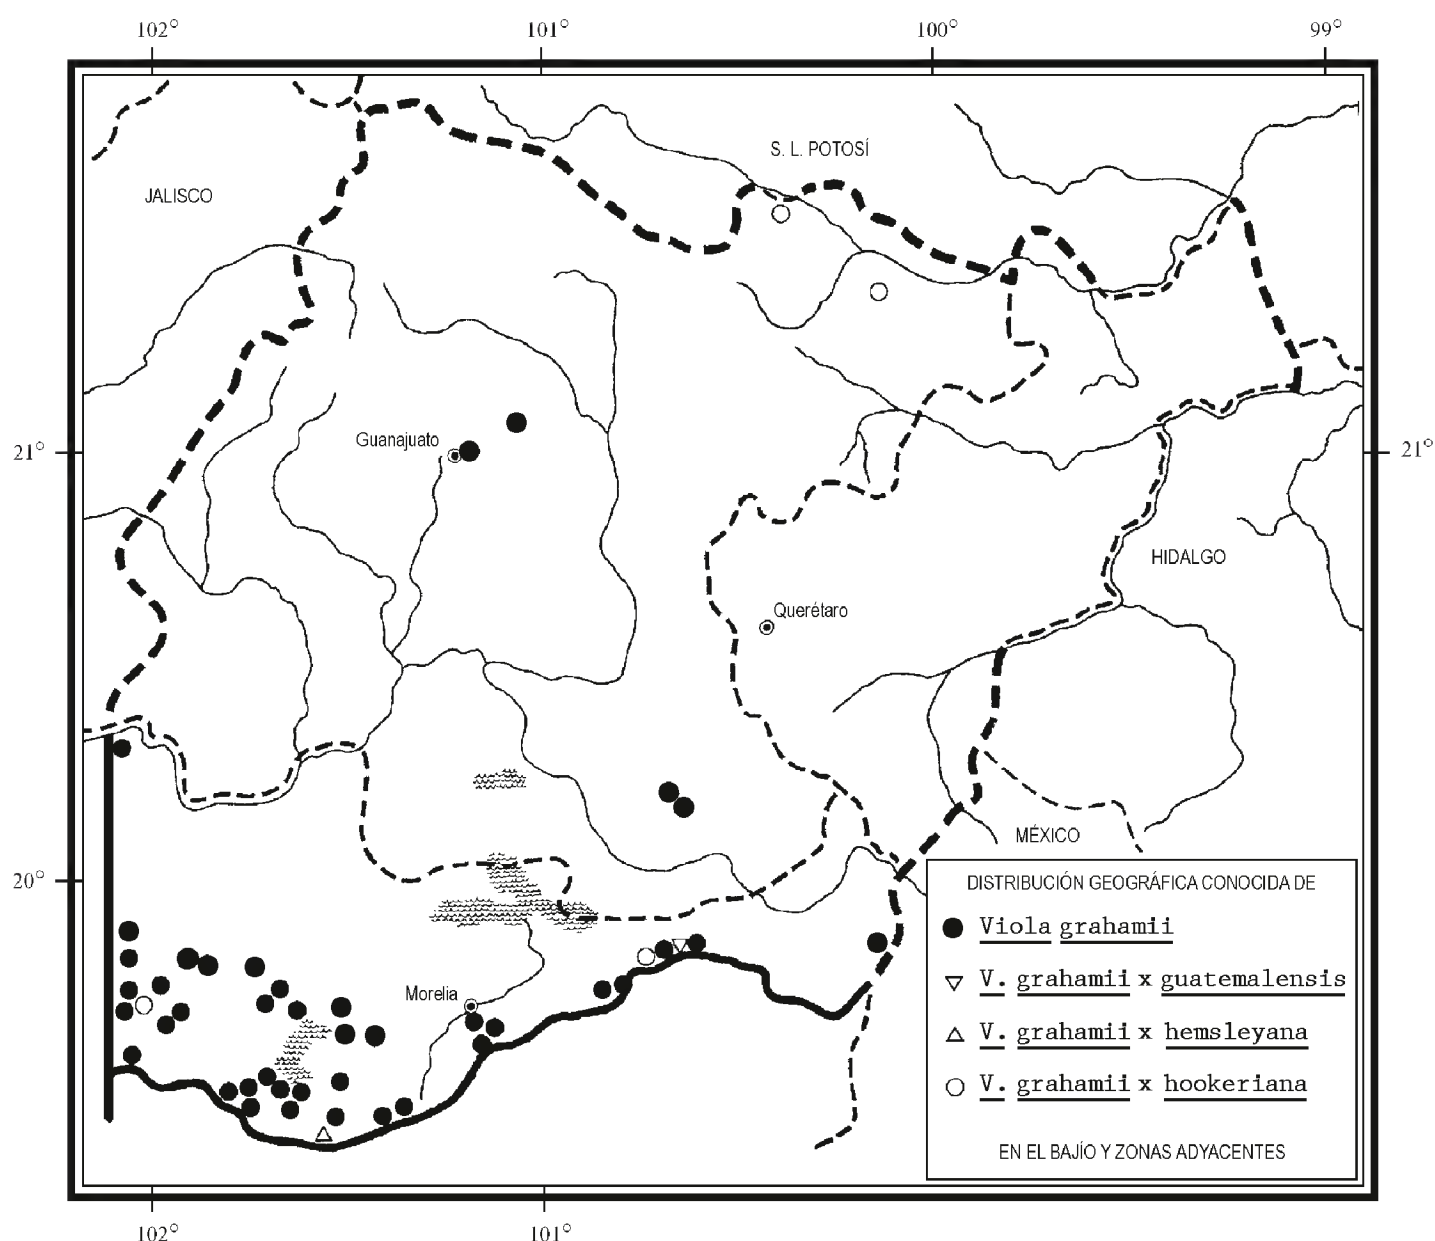 102° 101° 100° 99°
S. L. POTOSÍ
JALISCO
Guanajuato
21° 21°
HIDALGO
Querétaro
MÉXICO
20°
DISTRIBUCIÓN GEOGRÁFICA CONOCIDA DE
Viola grahamii
V. grahamii x guatemalensis
Morelia
V. grahamii x hemsleyana
V. grahamii x hookeriana
EN EL BAJÍO Y ZONAS ADYACENTES
102° 101°